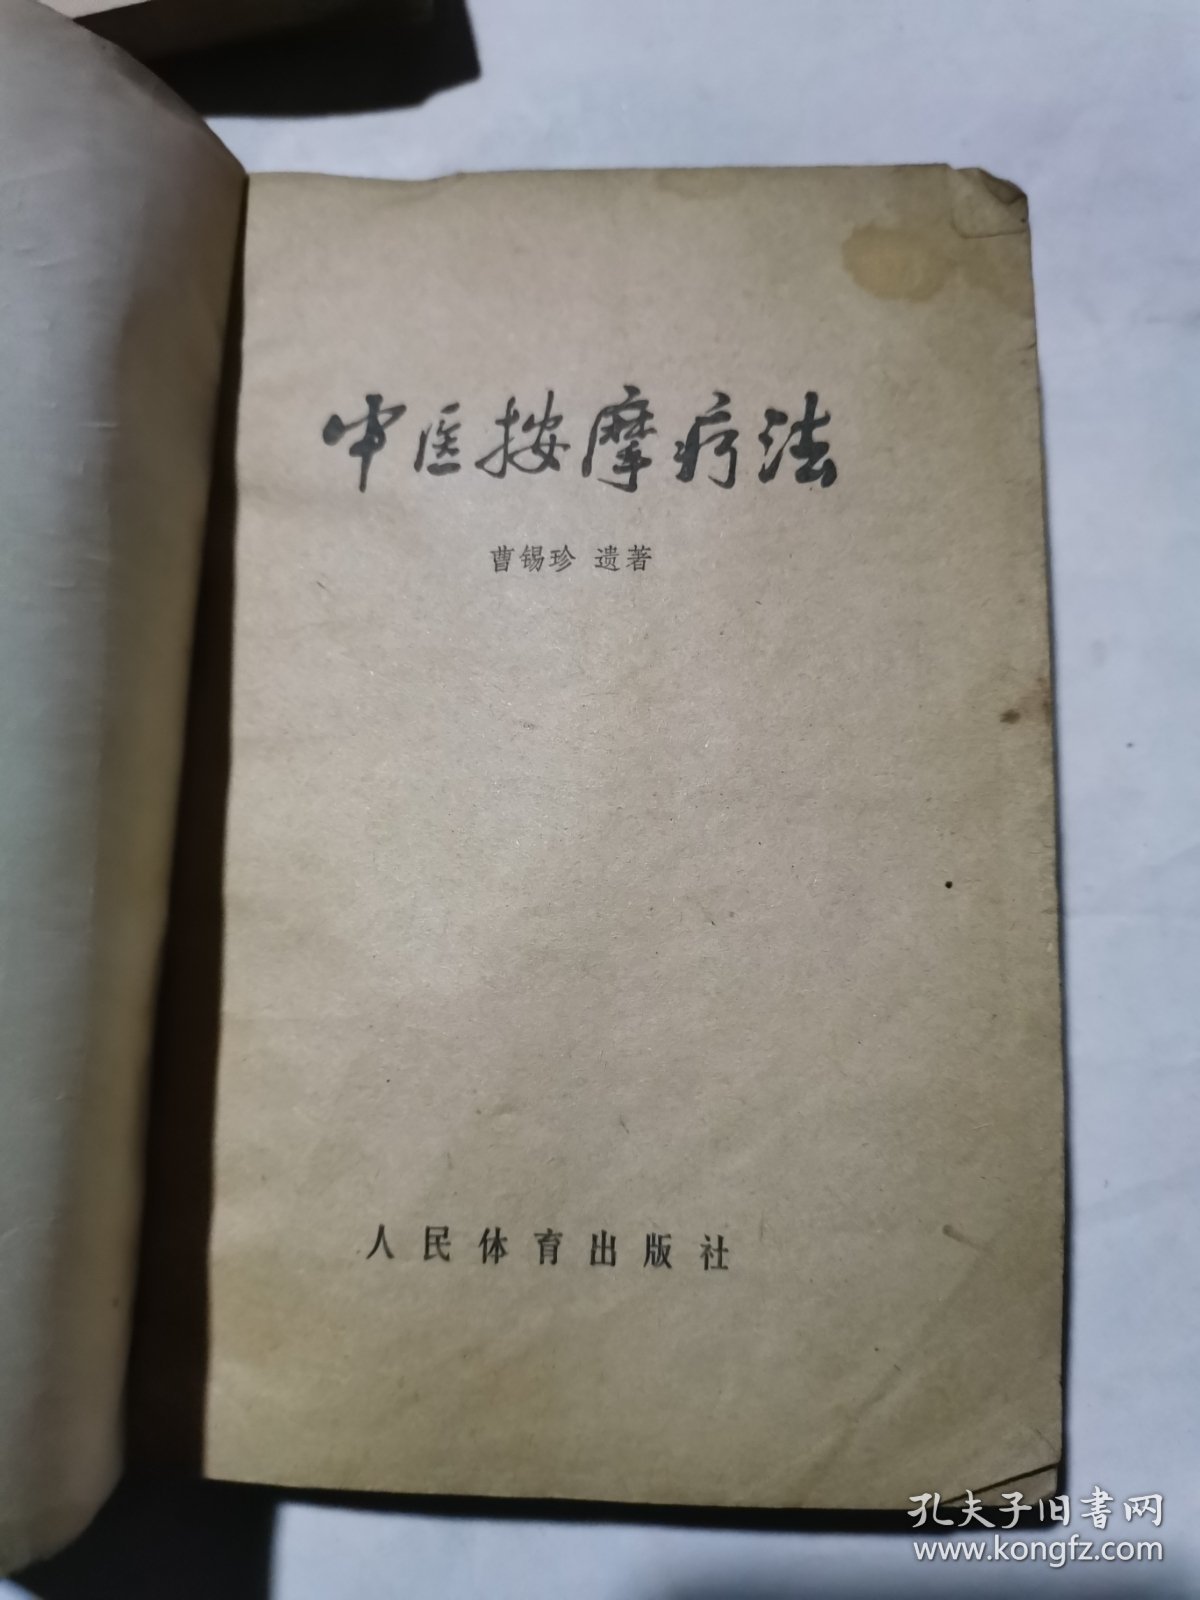 中医按摩疗法
曹锡珍 遗著
人民体育出版社
孔夫子旧书网
www.kongfz.com